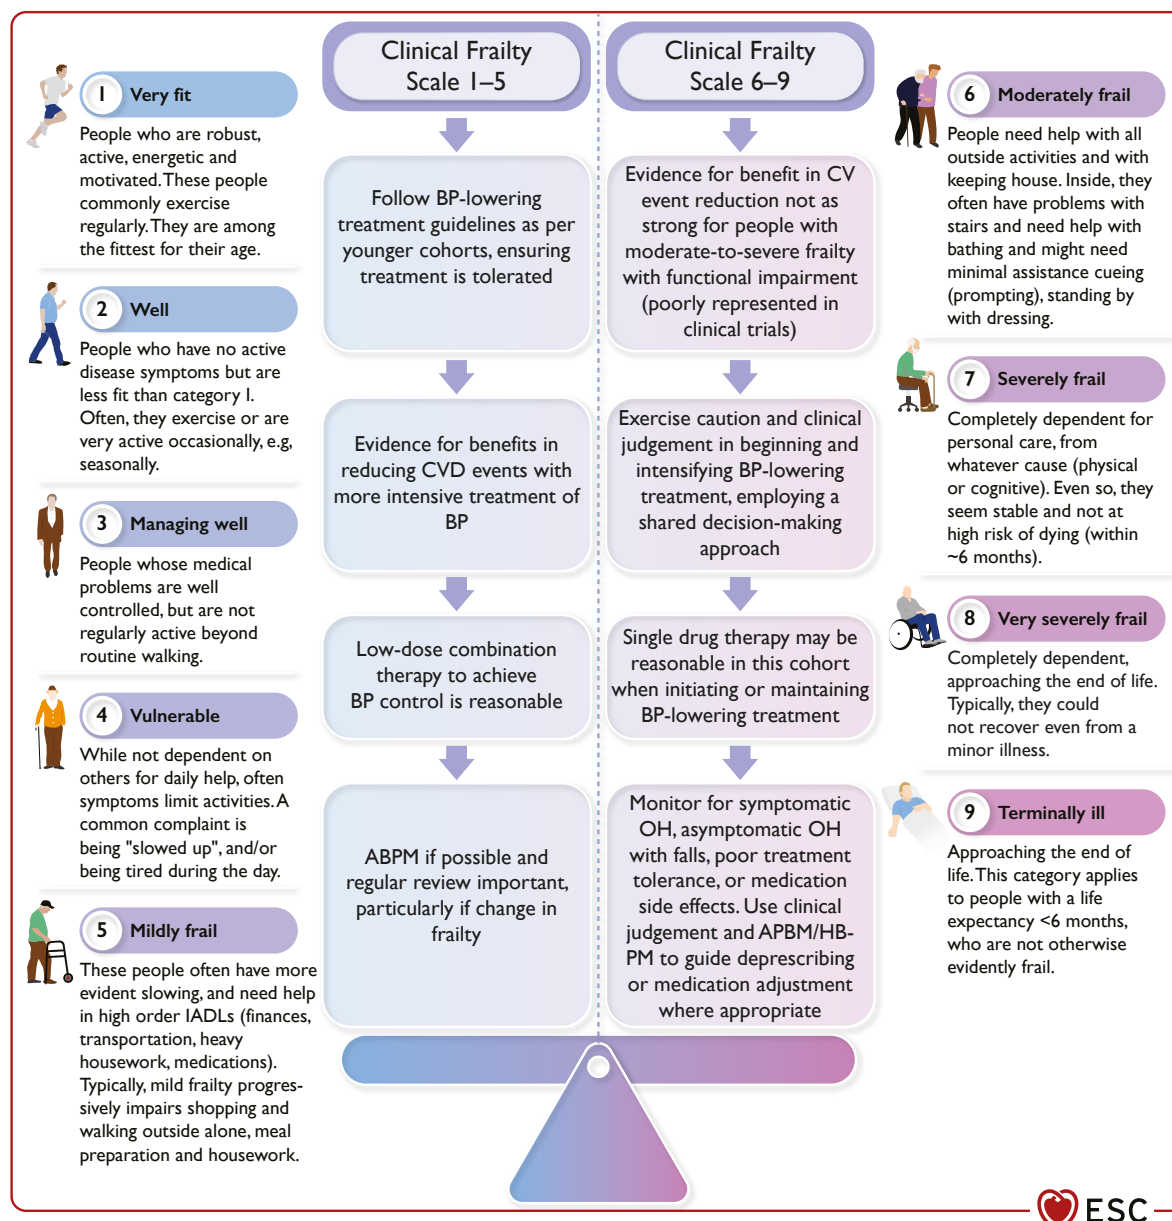 Clinical Frailty
Scale 1–5
Clinical Frailty
Scale 6–9
1 Very fit
People who are robust,
active, energetic and
motivated. These people
commonly exercise
regularly. They are among
the fittest for their age.
2 Well
People who have no active
disease symptoms but are
less fit than category 1.
Often, they exercise or are
very active occasionally, e.g,
seasonally.
3 Managing well
People whose medical
problems are well
controlled, but are not
regularly active beyond
routine walking.
4 Vulnerable
While not dependent on
others for daily help, often
symptoms limit activities. A
common complaint is
being "slowed up", and/or
being tired during the day.
5 Mildly frail
These people often have more
evident slowing, and need help
in high order IADLs (finances,
transportation, heavy
housework, medications).
Typically, mild frailty progres-
sively impairs shopping and
walking outside alone, meal
preparation and housework.
Follow BP-lowering
treatment guidelines as per
younger cohorts, ensuring
treatment is tolerated
Evidence for benefits in
reducing CVD events with
more intensive treatment of
BP
Low-dose combination
therapy to achieve
BP control is reasonable
ABPM if possible and
regular review important,
particularly if change in
frailty
Evidence for benefit in CV
event reduction not as
strong for people with
moderate-to-severe frailty
with functional impairment
(poorly represented in
clinical trials)
Exercise caution and clinical
judgement in beginning and
intensifying BP-lowering
treatment, employing a
shared decision-making
approach
Single drug therapy may be
reasonable in this cohort
when initiating or maintaining
BP-lowering treatment
Monitor for symptomatic
OH, asymptomatic OH
with falls, poor treatment
tolerance, or medication
side effects. Use clinical
judgement and APBM/HB-
PM to guide deprescribing
or medication adjustment
where appropriate
6 Moderately frail
People need help with all
outside activities and with
keeping house. Inside, they
often have problems with
stairs and need help with
bathing and might need
minimal assistance cueing
(prompting), standing by
with dressing.
7 Severely frail
Completely dependent for
personal care, from
whatever cause (physical
or cognitive). Even so, they
seem stable and not at
high risk of dying (within
~6 months).
8 Very severely frail
Completely dependent,
approaching the end of life.
Typically, they could
not recover even from a
minor illness.
9 Terminally ill
Approaching the end of
life. This category applies
to people with a life
expectancy <6 months,
who are not otherwise
evidently frail.
ESC